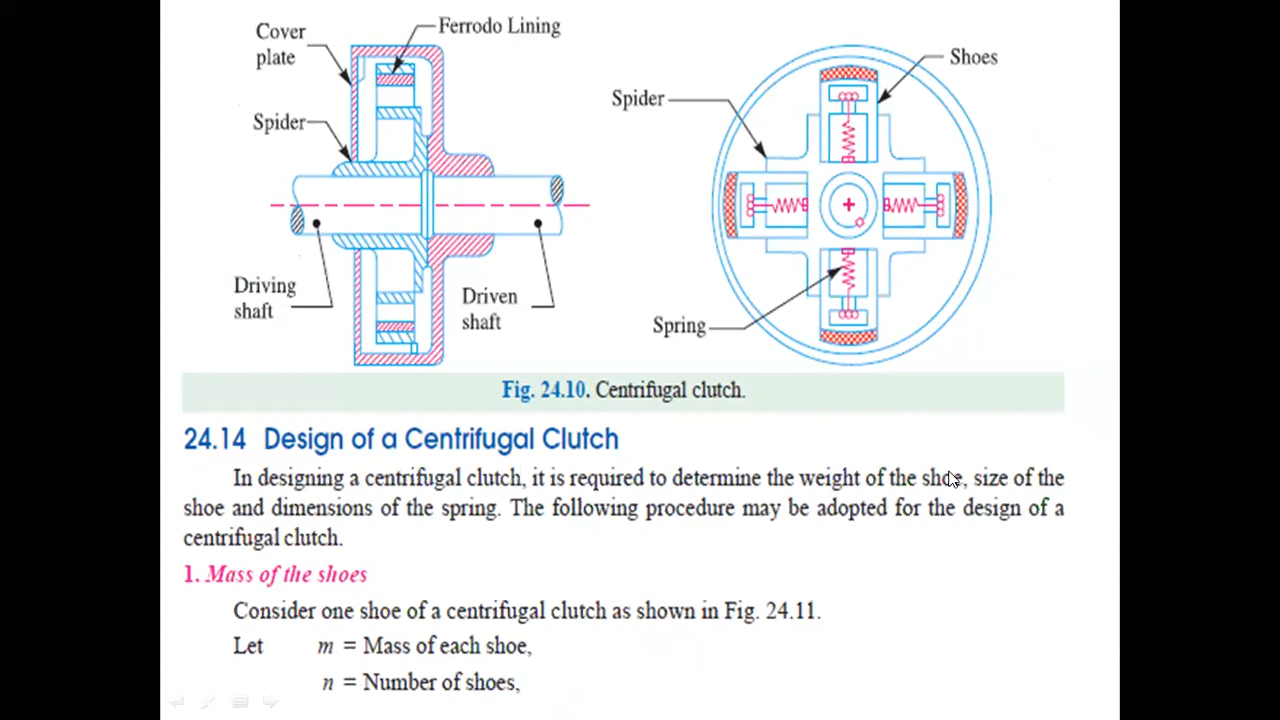 Cover
plate
Ferrodo Lining
Spider
Driving
shaft
Driven
shaft
Shoes
Spider
Spring
Fig. 24.10. Centrifugal clutch.
24.14 Design of a Centrifugal Clutch
In designing a centrifugal clutch, it is required to determine the weight of the shoe, size of the
shoe and dimensions of the spring. The following procedure may be adopted for the design of a
centrifugal clutch.
1. Mass of the shoes
Consider one shoe of a centrifugal clutch as shown in Fig. 24.11.
Let m = Mass of each shoe,
n = Number of shoes,